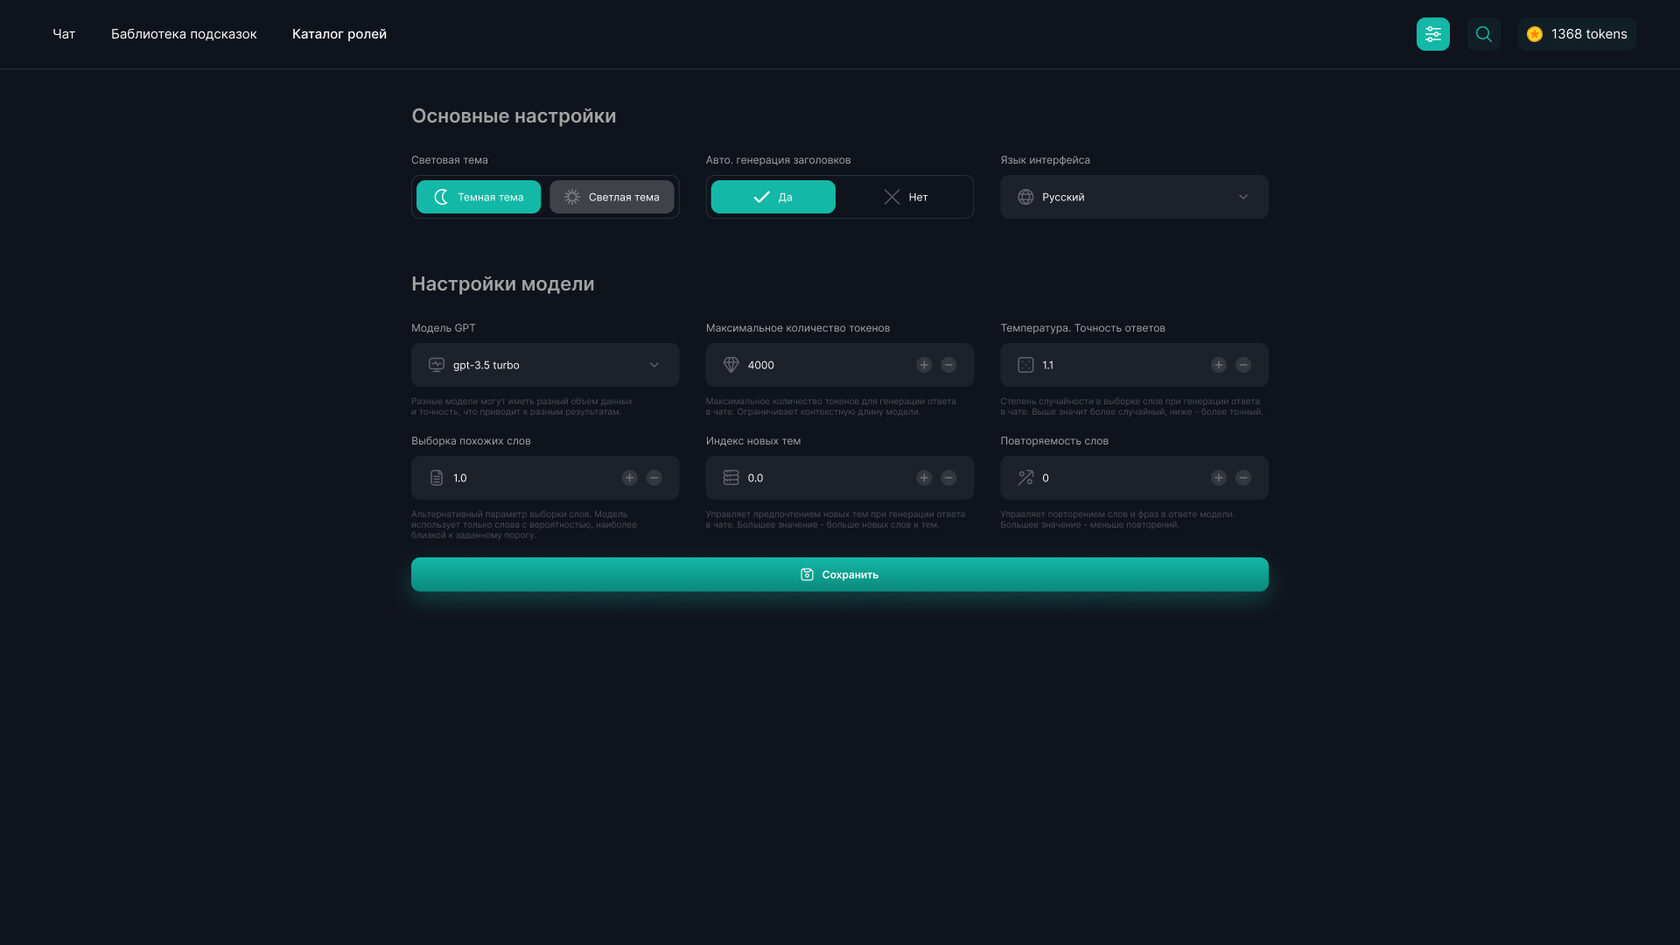 Чат
Библиотека подсказок
Каталог ролей
1368 tokens
Основные настройки
Световая тема
Авто. генерация заголовков
Язык интерфейса
Темная тема
Светлая тема
Да
Нет
Русский
Настройки модели
Модель GPT
Максимальное количество токенов
Температура. Точность ответов
gpt-3.5 turbo
4000
1.1
Разные модели могут иметь разный объем данных
и точность, что приводит к разным результатам.
Максимальное количество токенов для генерации ответа
в чате. Ограничивает контекстную длину модели.
Степень случайности в выборке слов при генерации ответа
в чате. Выше значит более случайный, ниже - более точный.
Выборка похожих слов
Индекс новых тем
Повторяемость слов
1.0
0.0
0
Альтернативный параметр выборки слов. Модель
использует только слова с вероятностью, наиболее
близкой к заданному порогу.
Управляет предпочтением новых тем при генерации ответа
в чате. Большее значение - больше новых слов и тем.
Управляет повторением слов и фраз в ответе модели.
Большее значение - меньше повторений.
Сохранить